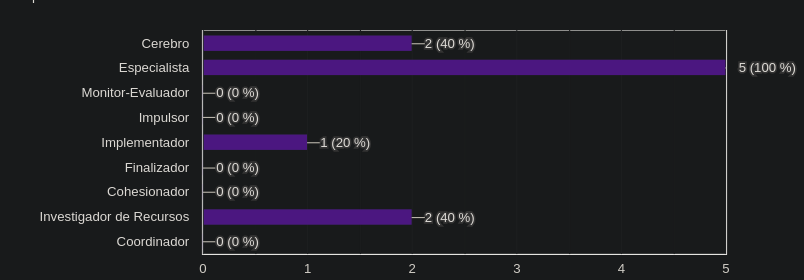 Cerebro 2 (40 %)
Especialista 5 (100 %)
Monitor-Evaluador 0 (0 %)
Impulsor 0 (0 %)
Implementador 1 (20 %)
Finalizador 0 (0 %)
Cohesionador 0 (0 %)
Investigador de Recursos 2 (40 %)
Coordinador 0 (0 %)
0 1 2 3 4 5